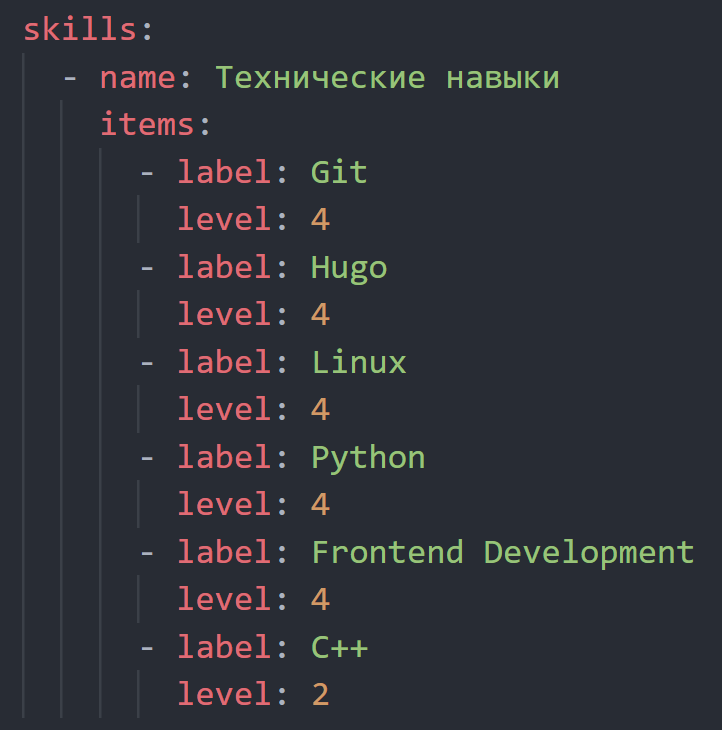 skills:
- name: Технические навыки
items:
- label: Git
level: 4
- label: Hugo
level: 4
- label: Linux
level: 4
- label: Python
level: 4
- label: Frontend Development
level: 4
- label: C++
level: 2